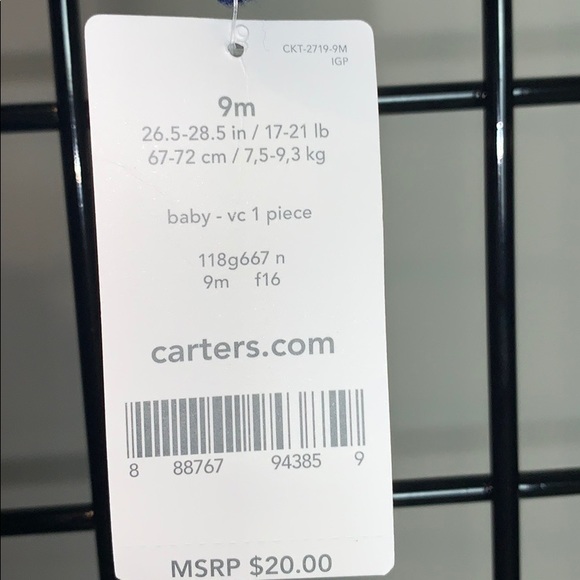 CKT-2719-9M
IGP
9m
26.5-28.5 in / 17-21 lb
67-72 cm / 7,5-9,3 kg
baby - vc 1 piece
118g667 n
9m f16
carters.com
8 88767 94385 9
MSRP $20.00